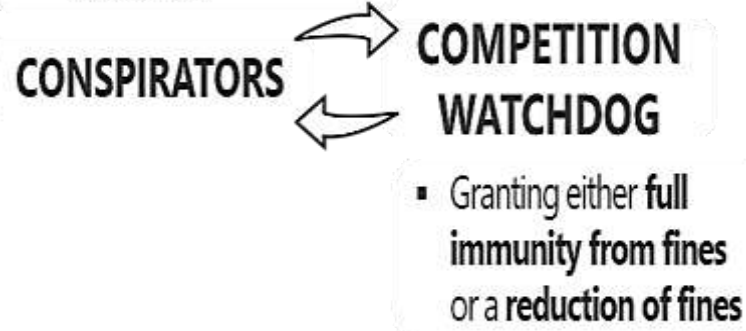 CONSPIRATORS
COMPETITION
WATCHDOG
▪ Granting either full
immunity from fines
or a reduction of fines